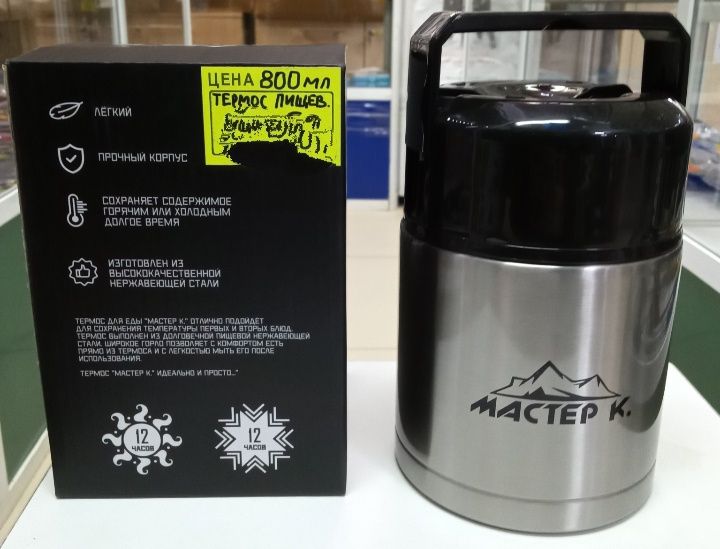 ЦЕНА 800 МЛ
ТЕРМОС ПИЩЕВ.
ЛЁГКИЙ
ПРОЧНЫЙ КОРПУС
СОХРАНЯЕТ СОДЕРЖИМОЕ
ГОРЯЧИМ ИЛИ ХОЛОДНЫМ
ДОЛГОЕ ВРЕМЯ
ИЗГОТОВЛЕН ИЗ
ВЫСОКОКАЧЕСТВЕННОЙ
НЕРЖАВЕЮЩЕЙ СТАЛИ
ТЕРМОС ДЛЯ ЕДЫ "МАСТЕР К." ОТЛИЧНО ПОДОЙДЕТ
ДЛЯ СОХРАНЕНИЯ ТЕМПЕРАТУРЫ ПЕРВЫХ И ВТОРЫХ БЛЮД.
ТЕРМОС ВЫПОЛНЕН ИЗ ДОЛГОВЕЧНОЙ ПИЩЕВОЙ НЕРЖАВЕЮЩЕЙ
СТАЛИ. ШИРОКОЕ ГОРЛО ПОЗВОЛЯЕТ С КОМФОРТОМ ЕСТЬ
ПРЯМО ИЗ ТЕРМОСА И С ЛЕГКОСТЬЮ МЫТЬ ЕГО ПОСЛЕ
ИСПОЛЬЗОВАНИЯ.
ТЕРМОС "МАСТЕР К." ИДЕАЛЬНО И ПРОСТО..."
12
ЧАСОВ
12
ЧАСОВ
МАСТЕР К.